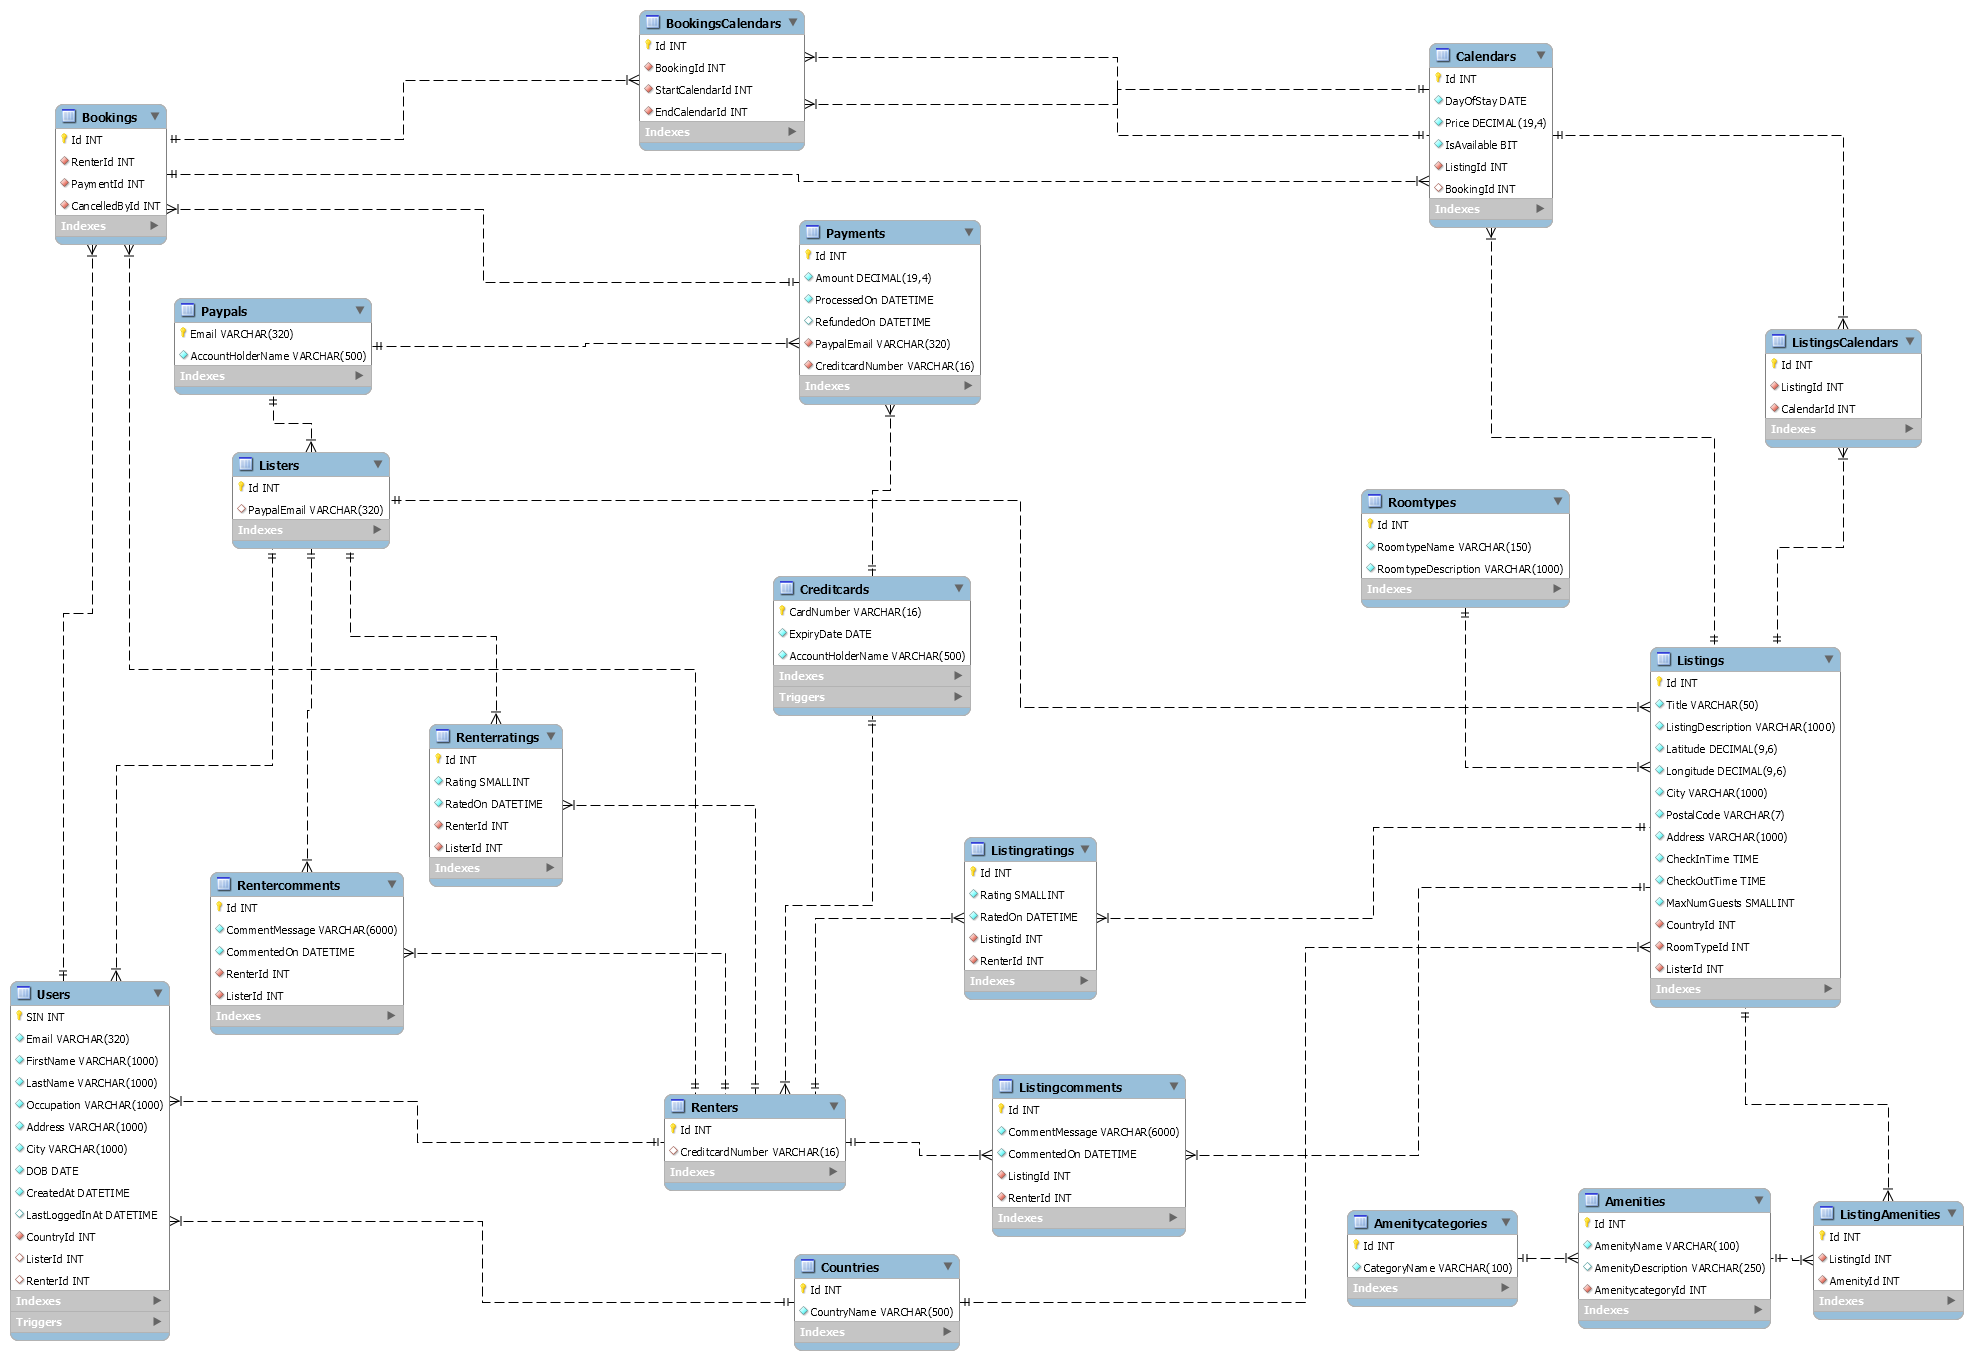 BookingsCalendars
Id INT
BookingId INT
StartCalendarId INT
EndCalendarId INT
Indexes
Calendars
Id INT
DayOfStay DATE
Price DECIMAL(19,4)
IsAvailable BIT
ListingId INT
BookingId INT
Indexes
Bookings
Id INT
RenterId INT
PaymentId INT
CancelledById INT
Indexes
Payments
Id INT
Amount DECIMAL(19,4)
ProcessedOn DATETIME
RefundedOn DATETIME
PaypalEmail VARCHAR(320)
CreditcardNumber VARCHAR(16)
Indexes
Paypals
Email VARCHAR(320)
AccountHolderName VARCHAR(500)
Indexes
ListingsCalendars
Id INT
ListingId INT
CalendarId INT
Indexes
Listers
Id INT
PaypalEmail VARCHAR(320)
Indexes
Roomtypes
Id INT
RoomtypeName VARCHAR(150)
RoomtypeDescription VARCHAR(1000)
Indexes
Creditcards
CardNumber VARCHAR(16)
ExpiryDate DATE
AccountHolderName VARCHAR(500)
Indexes
Triggers
Listings
Id INT
Title VARCHAR(50)
ListingDescription VARCHAR(1000)
Latitude DECIMAL(9,6)
Longitude DECIMAL(9,6)
City VARCHAR(1000)
PostalCode VARCHAR(7)
Address VARCHAR(1000)
CheckInTime TIME
CheckOutTime TIME
MaxNumGuests SMALLINT
CountryId INT
RoomTypeId INT
ListerId INT
Indexes
Renterratings
Id INT
Rating SMALLINT
RatedOn DATETIME
RenterId INT
ListerId INT
Indexes
Listingratings
Id INT
Rating SMALLINT
RatedOn DATETIME
ListingId INT
RenterId INT
Indexes
Rentercomments
Id INT
CommentMessage VARCHAR(6000)
CommentedOn DATETIME
RenterId INT
ListerId INT
Indexes
Users
SIN INT
Email VARCHAR(320)
FirstName VARCHAR(1000)
LastName VARCHAR(1000)
Occupation VARCHAR(1000)
Address VARCHAR(1000)
City VARCHAR(1000)
DOB DATE
CreatedAt DATETIME
LastLoggedInAt DATETIME
CountryId INT
ListerId INT
RenterId INT
Indexes
Triggers
Renters
Id INT
CreditcardNumber VARCHAR(16)
Indexes
Listingcomments
Id INT
CommentMessage VARCHAR(6000)
CommentedOn DATETIME
ListingId INT
RenterId INT
Indexes
Countries
Id INT
CountryName VARCHAR(500)
Indexes
Amenitycategories
Id INT
CategoryName VARCHAR(100)
Indexes
Amenities
Id INT
AmenityName VARCHAR(100)
AmenityDescription VARCHAR(250)
AmenitycategoryId INT
Indexes
ListingAmenities
Id INT
ListingId INT
AmenityId INT
Indexes